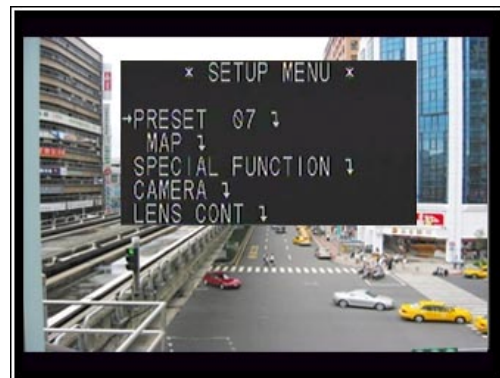 * SETUP MENU *
→PRESET 07 ↴
MAP ↴
SPECIAL FUNCTION ↴
CAMERA ↴
LENS CONT ↴